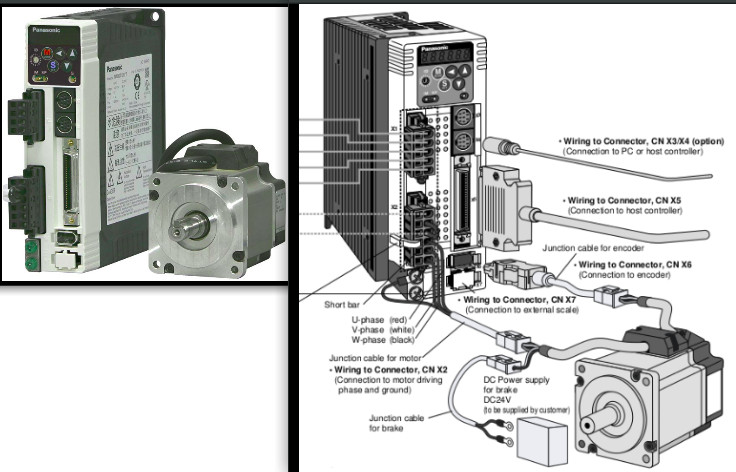 Panasonic
M
S
Panasonic
Panasonic
M
S
X1
X2
• Wiring to Connector, CN X3/X4 (option)
(Connection to PC or host controller)
• Wiring to Connector, CN X5
(Connection to host controller)
Junction cable for encoder
• Wiring to Connector, CN X6
(Connection to encoder)
• Wiring to Connector, CN X7
(Connection to external scale)
Short bar
U-phase (red)
V-phase (white)
W-phase (black)
Junction cable for motor
• Wiring to Connector, CN X2
(Connection to motor driving
phase and ground)
DC Power supply
for brake
DC24V
(to be supplied by customer)
Junction cable
for brake